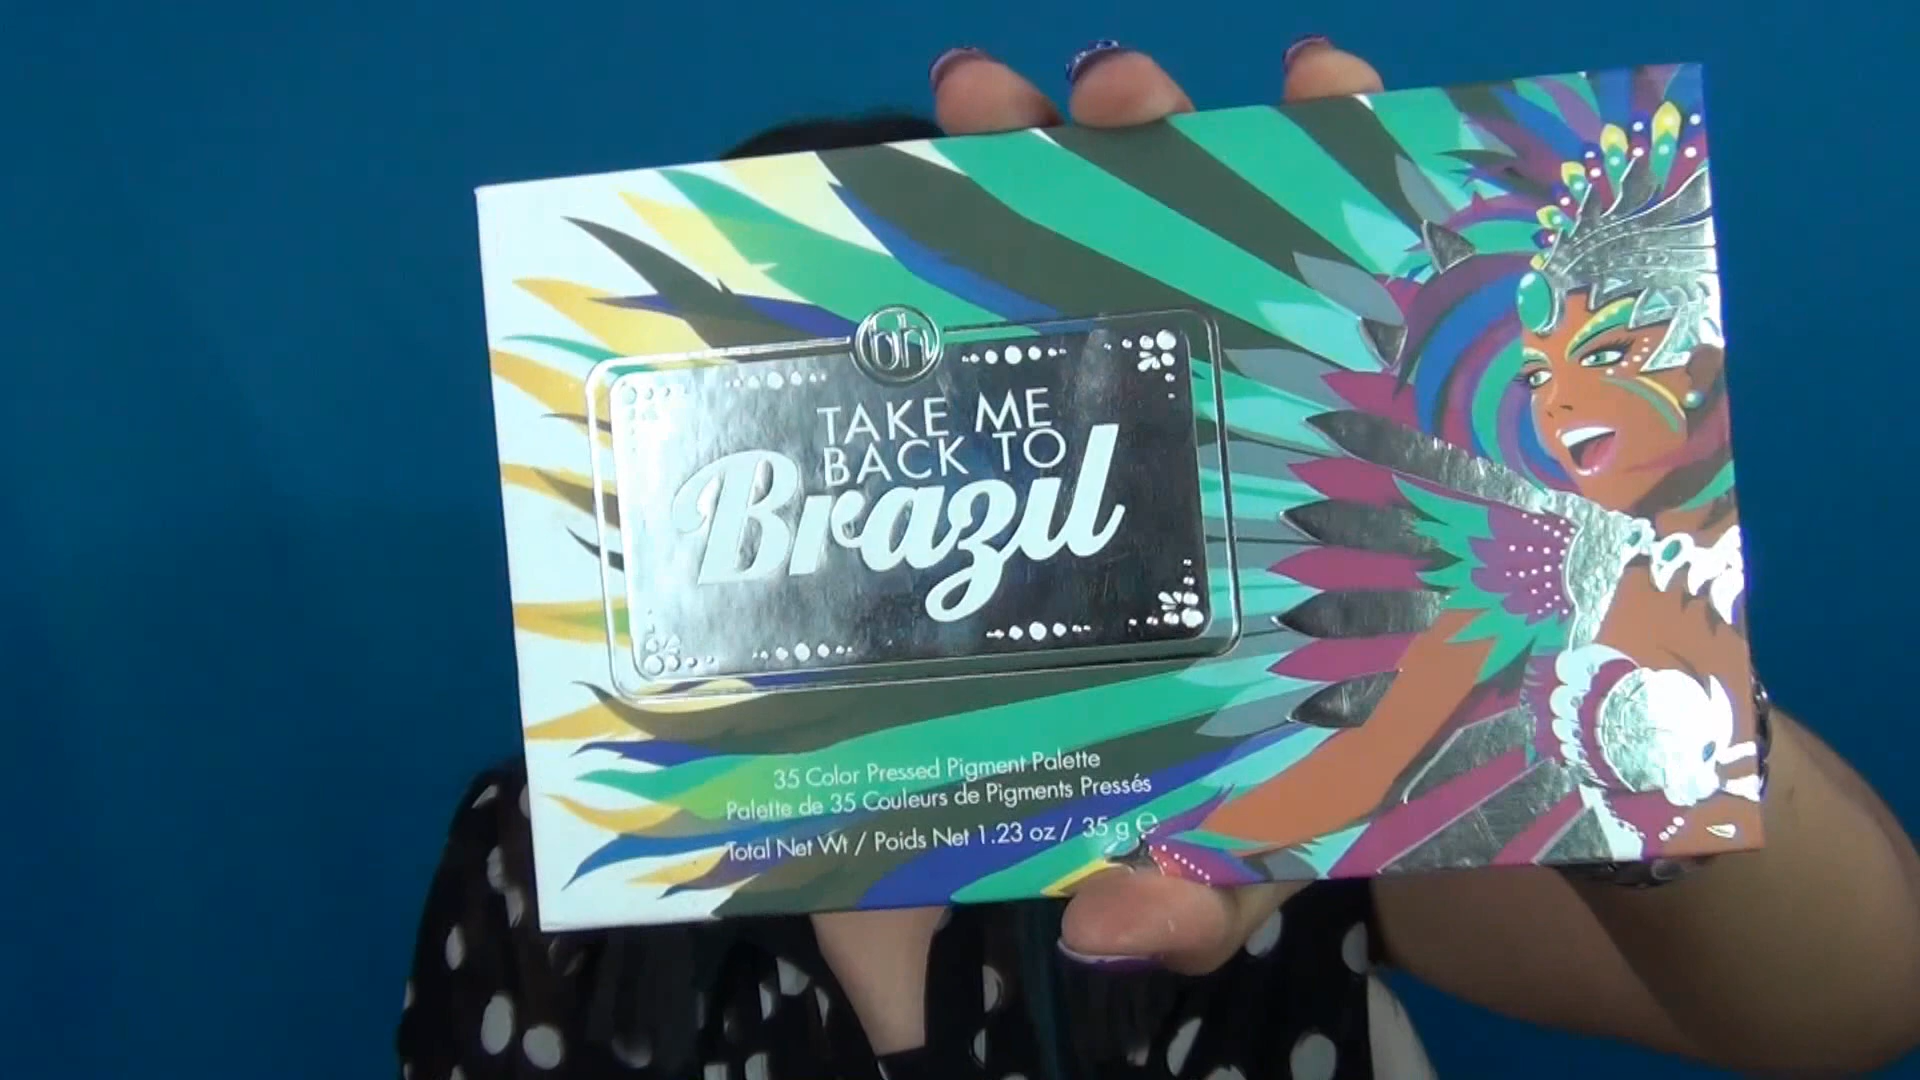 bh
TAKE ME
BACK TO
Brazil
35 Color Pressed Pigment Palette
Palette de 35 Couleurs de Pigments Pressés
Total Net Wt / Poids Net 1.23 oz / 35 g ℮